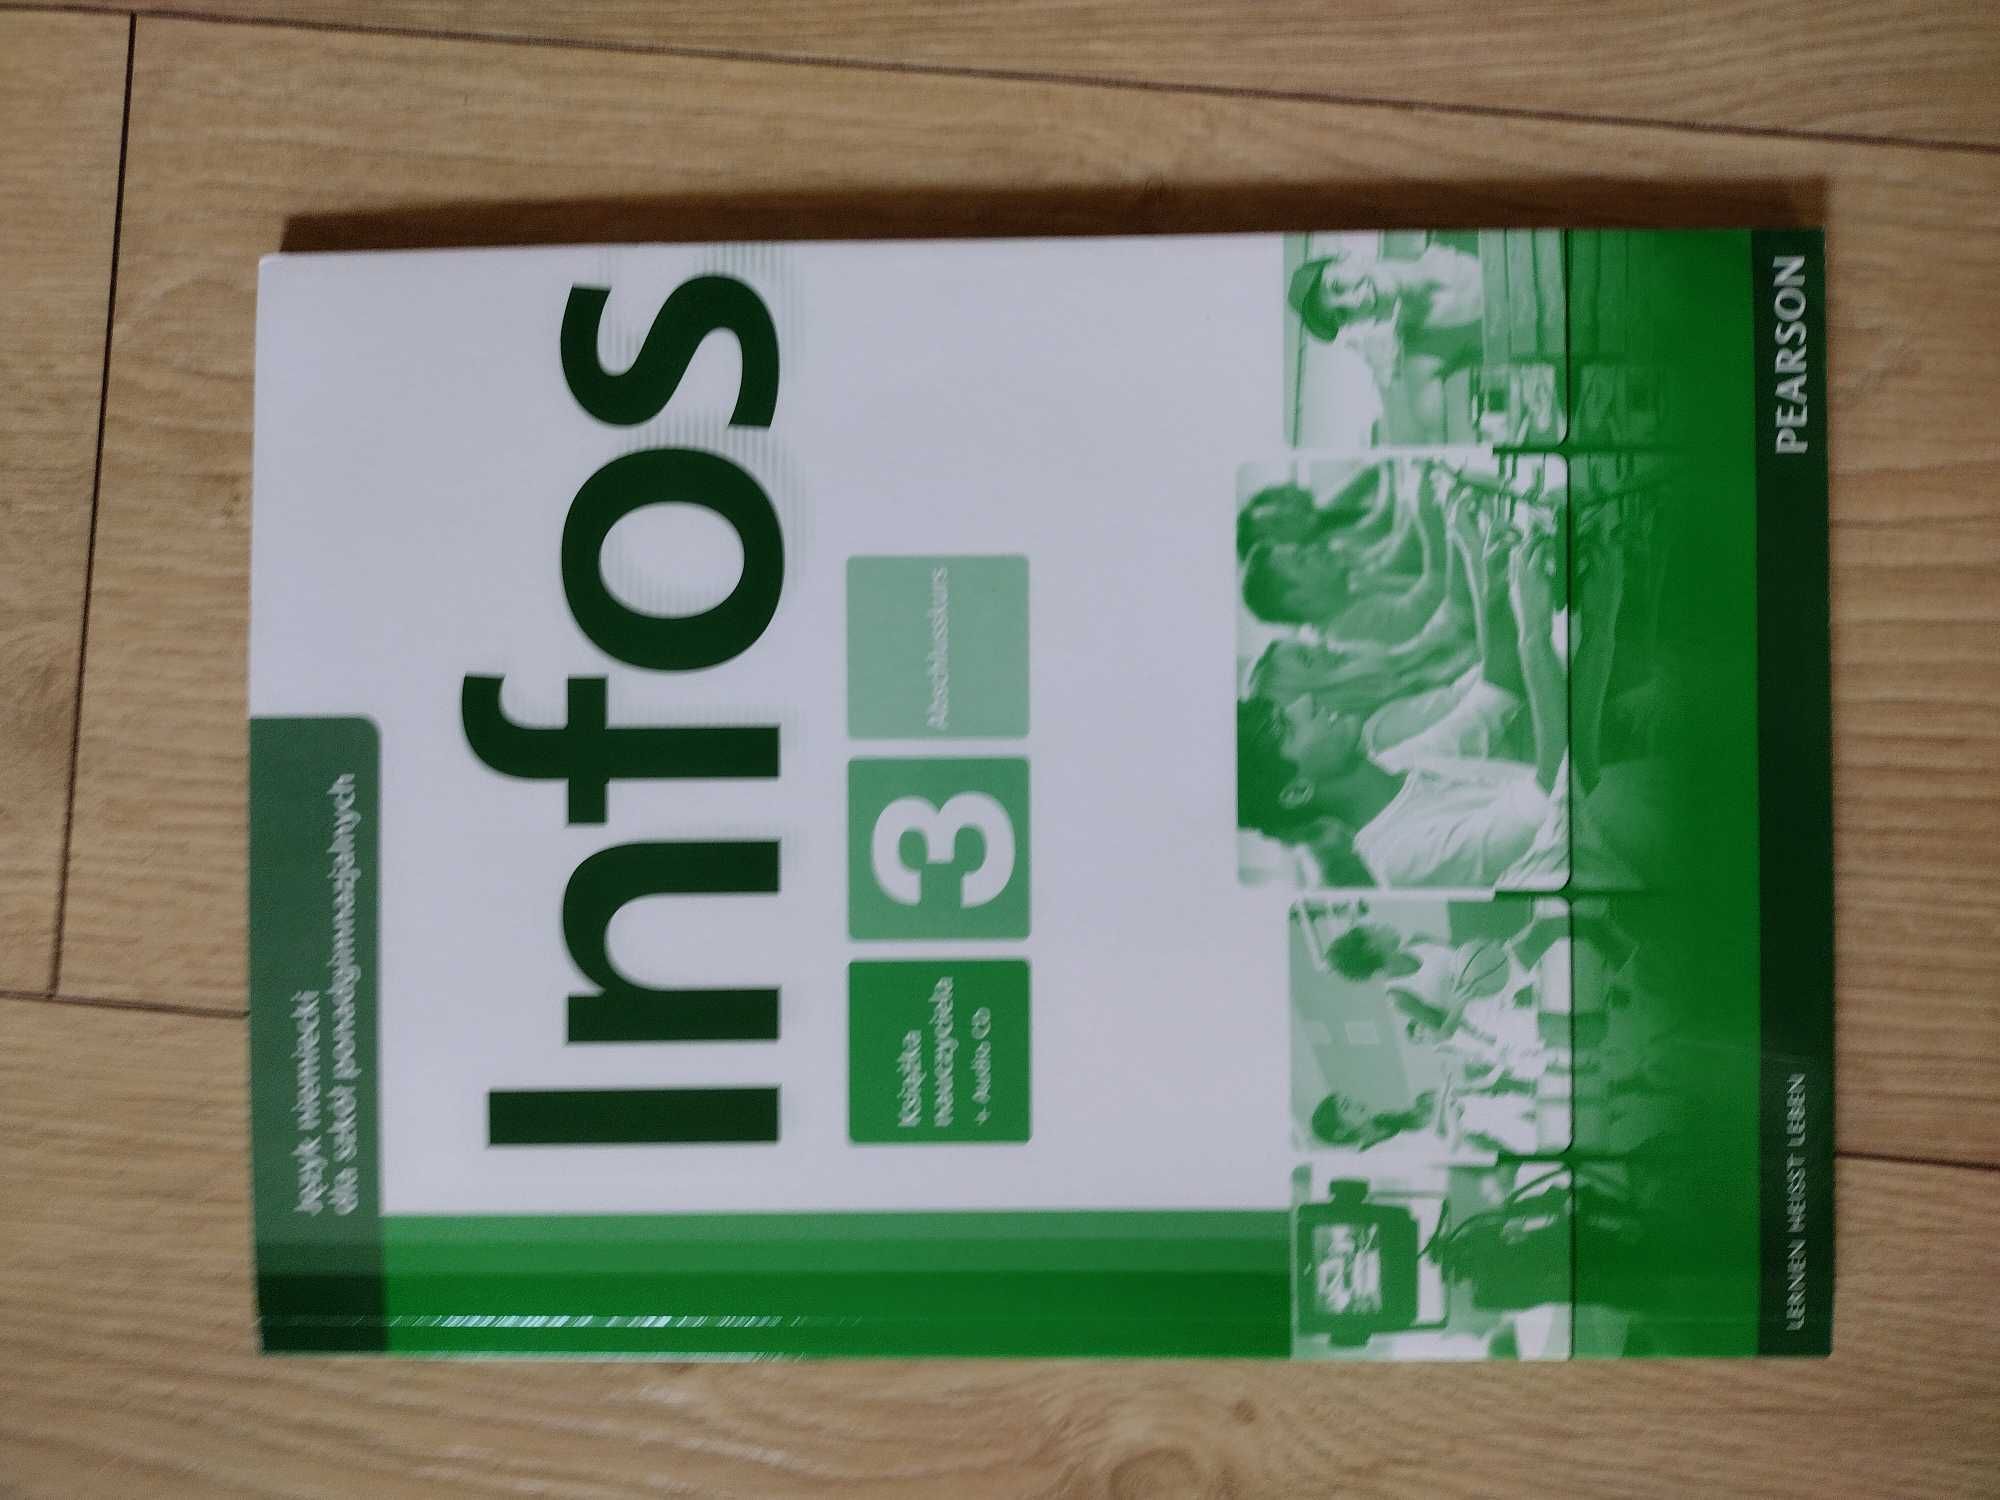 Język niemiecki
dla szkół ponadgimnazjalnych
Infos
Książka
nauczyciela
+ Audio CD
3
Abschlusskurs
LERNEN HEISST LEBEN
PEARSON